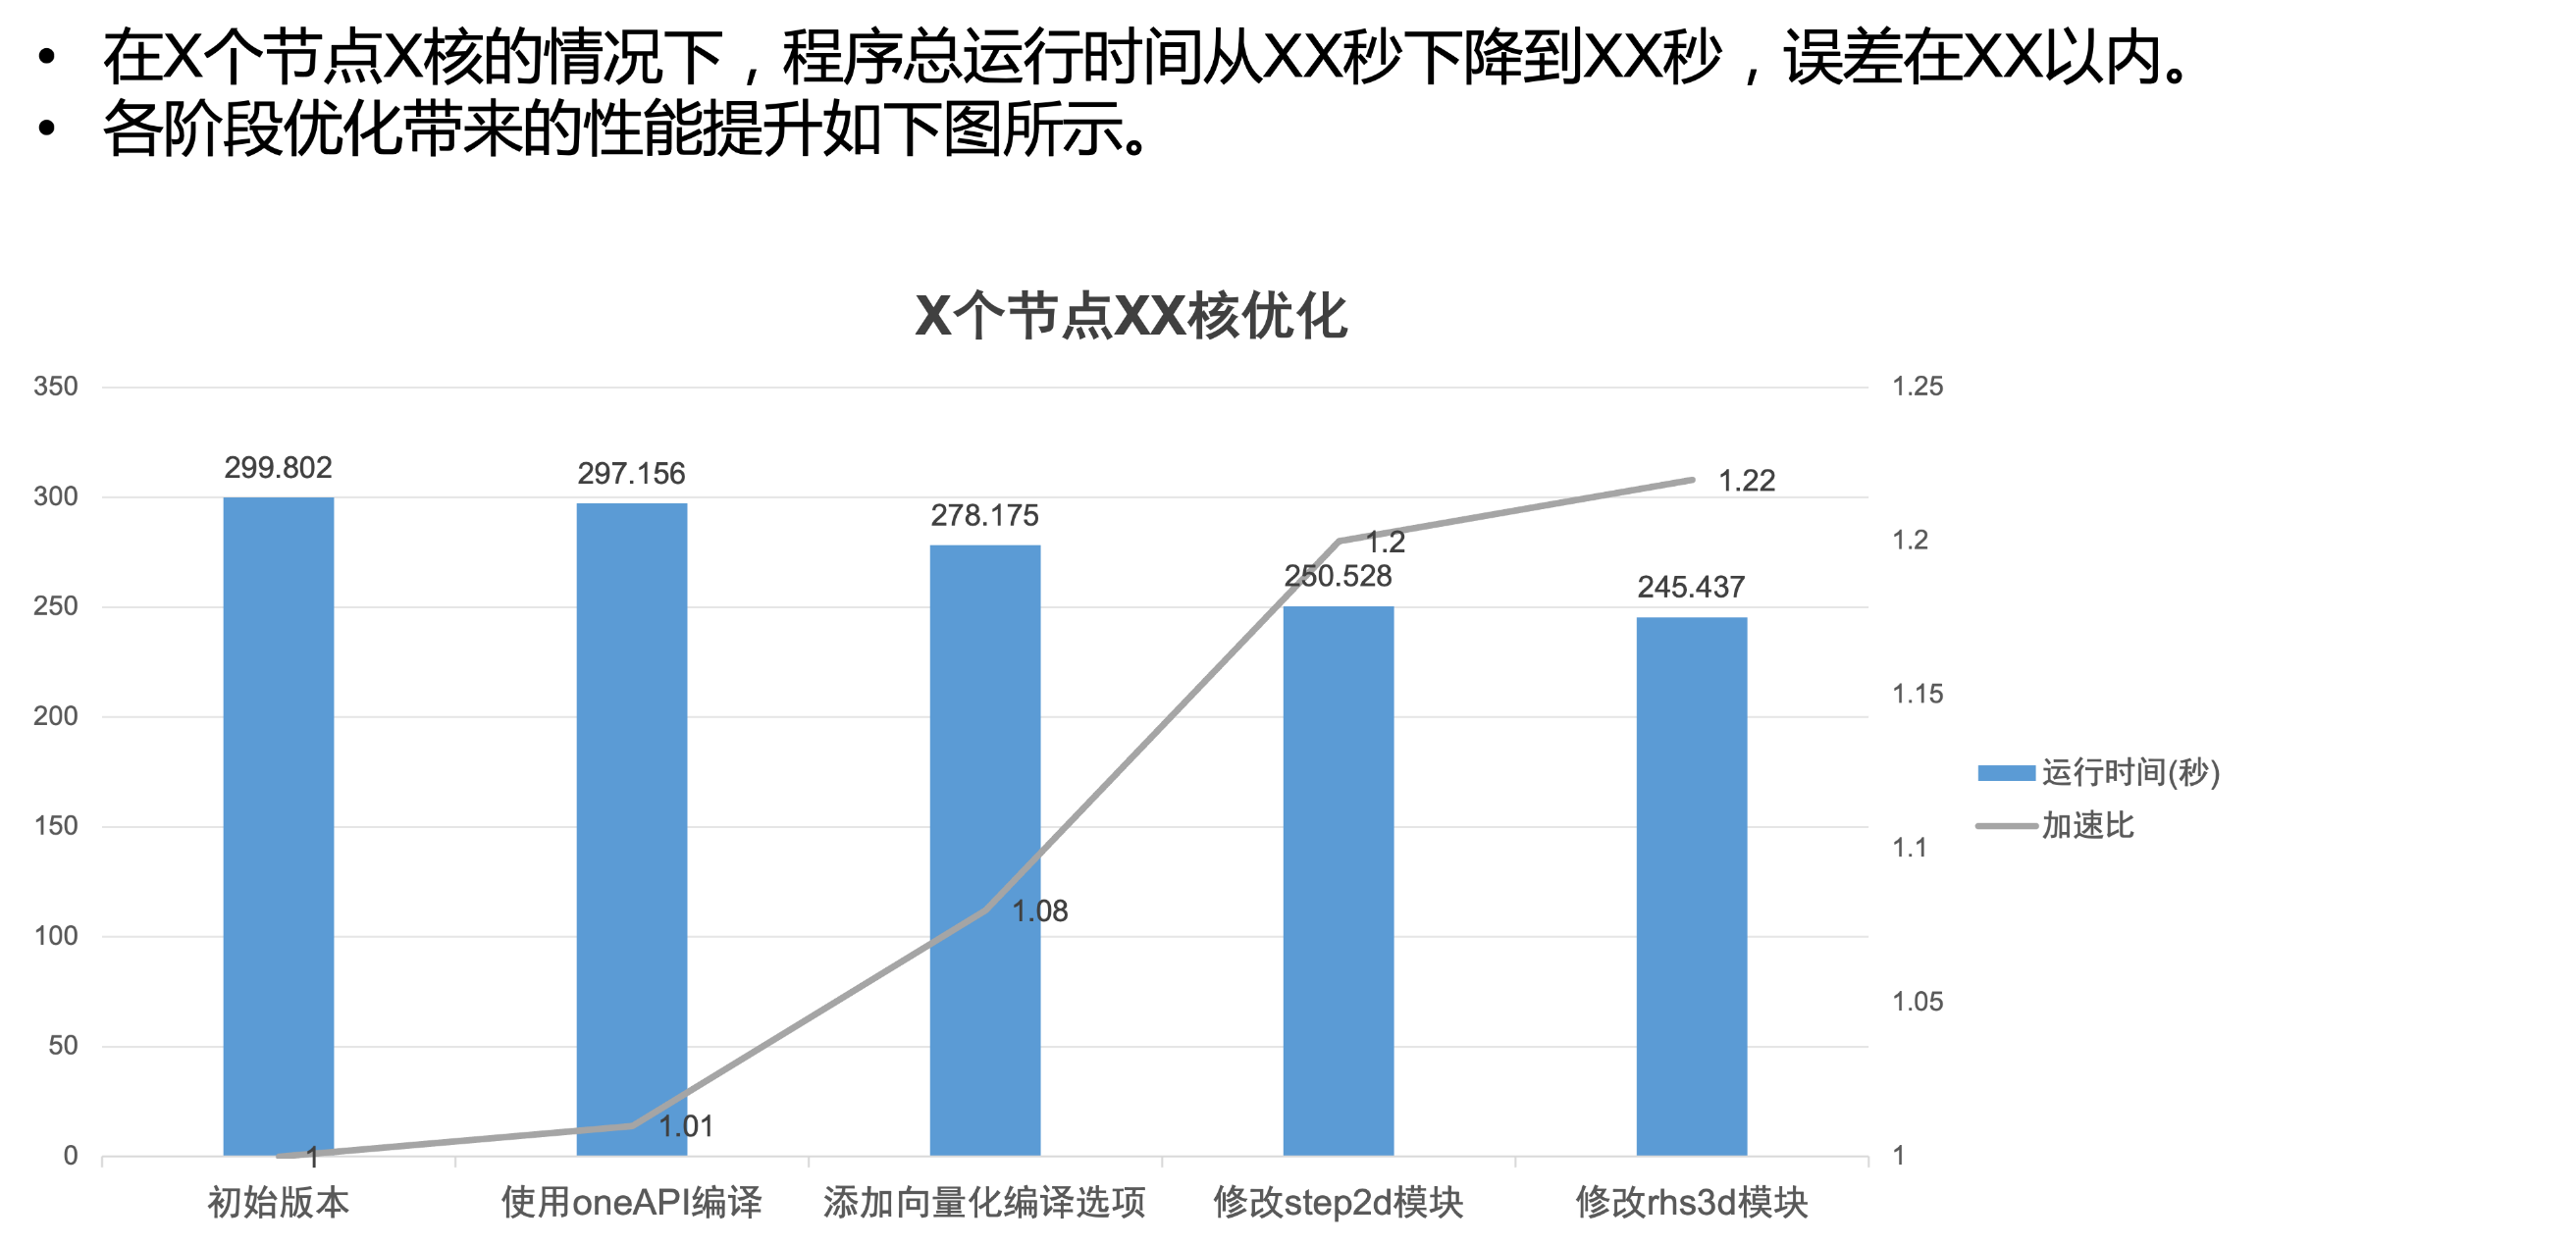 • 在X个节点X核的情况下，程序总运行时间从XX秒下降到XX秒，误差在XX以内。
• 各阶段优化带来的性能提升如下图所示。
X个节点XX核优化
350
300
250
200
150
100
50
0
299.802
297.156
278.175
250.528
245.437
1
1.01
1.08
1.2
1.22
1.25
1.2
1.15
1.1
1.05
1
运行时间(秒)
加速比
初始版本
使用oneAPI编译
添加向量化编译选项
修改step2d模块
修改rhs3d模块